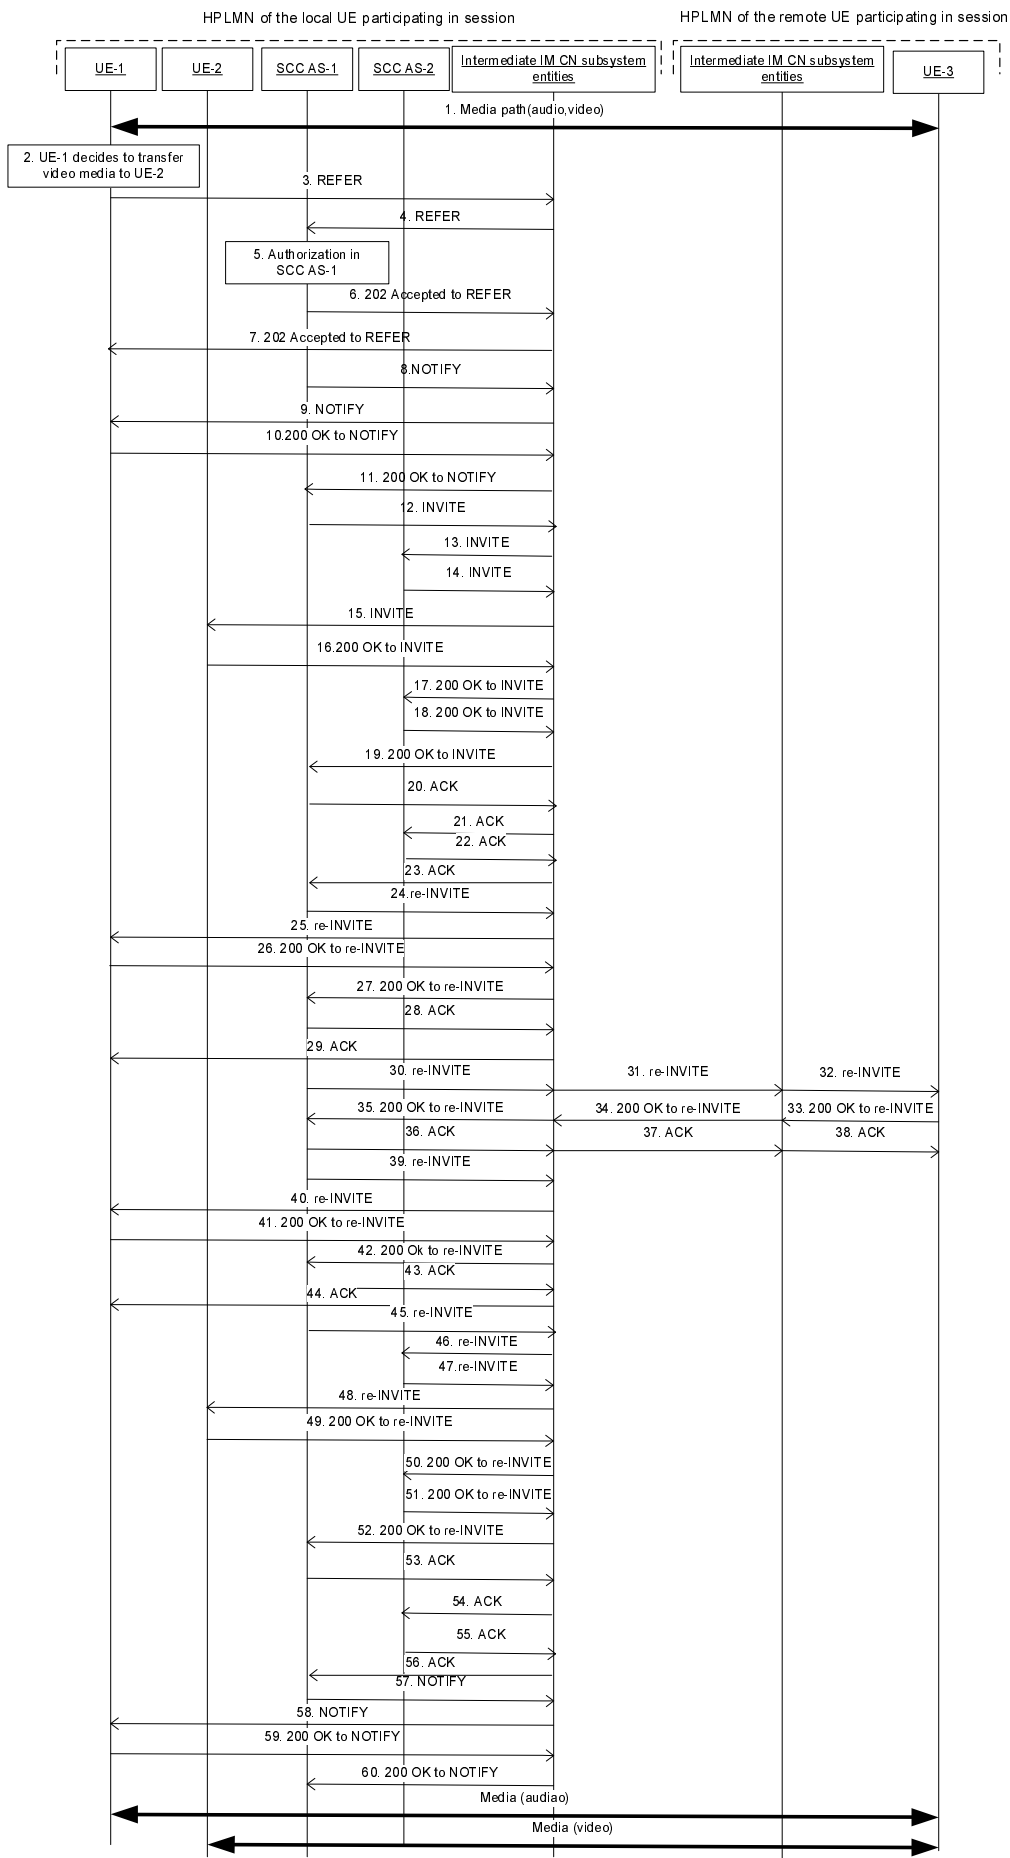 HPLMN of the local UE participating in session
HPLMN of the remote UE participating in session
UE-1
UE-2
SCC AS-1
SCC AS-2
Intermediate IM CN subsystem
entities
Intermediate IM CN subsystem
entities
UE-3
1. Media path(audio,video)
2. UE-1 decides to transfer
video media to UE-2
3. REFER
4. REFER
5. Authorization in
SCC AS-1
6. 202 Accepted to REFER
7. 202 Accepted to REFER
8.NOTIFY
9. NOTIFY
10.200 OK to NOTIFY
11. 200 OK to NOTIFY
12. INVITE
13. INVITE
14. INVITE
15. INVITE
16.200 OK to INVITE
17. 200 OK to INVITE
18. 200 OK to INVITE
19. 200 OK to INVITE
20. ACK
21. ACK
22. ACK
23. ACK
24.re-INVITE
25. re-INVITE
26. 200 OK to re-INVITE
27. 200 OK to re-INVITE
28. ACK
29. ACK
30. re-INVITE
31. re-INVITE
32. re-INVITE
35. 200 OK to re-INVITE
34. 200 OK to re-INVITE
33. 200 OK to re-INVITE
36. ACK
37. ACK
38. ACK
39. re-INVITE
40. re-INVITE
41. 200 OK to re-INVITE
42. 200 Ok to re-INVITE
43. ACK
44. ACK
45. re-INVITE
46. re-INVITE
47.re-INVITE
48. re-INVITE
49. 200 OK to re-INVITE
50. 200 OK to re-INVITE
51. 200 OK to re-INVITE
52. 200 OK to re-INVITE
53. ACK
54. ACK
55. ACK
56. ACK
57. NOTIFY
58. NOTIFY
59. 200 OK to NOTIFY
60. 200 OK to NOTIFY
Media (audiao)
Media (video)